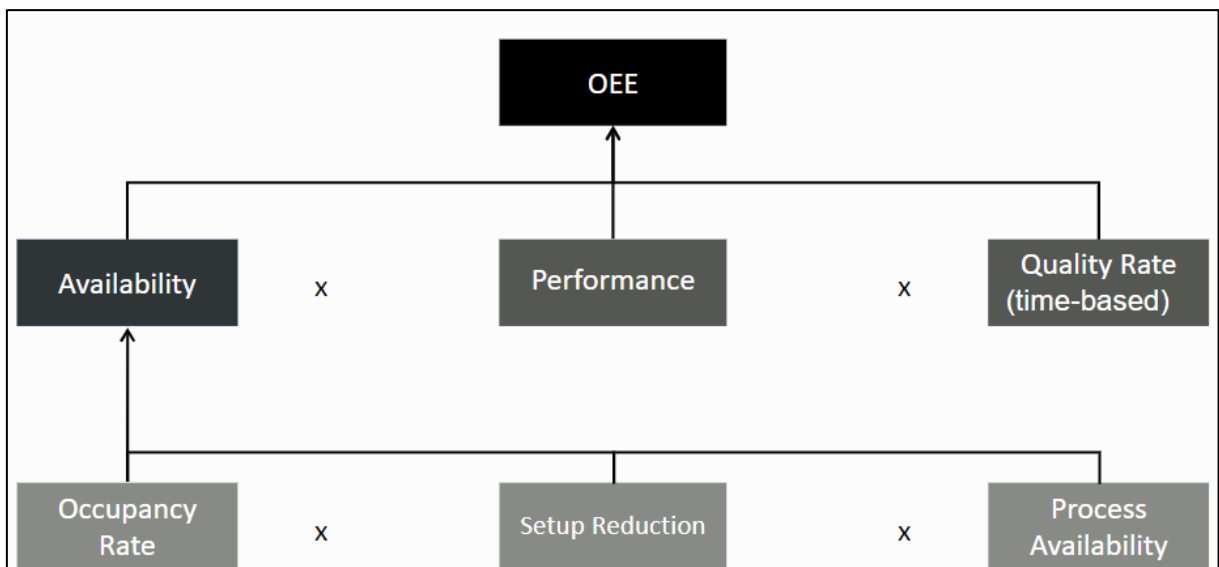 OEE
Availability
x
Performance
x
Quality Rate
(time-based)
Occupancy
Rate
x
Setup Reduction
x
Process
Availability